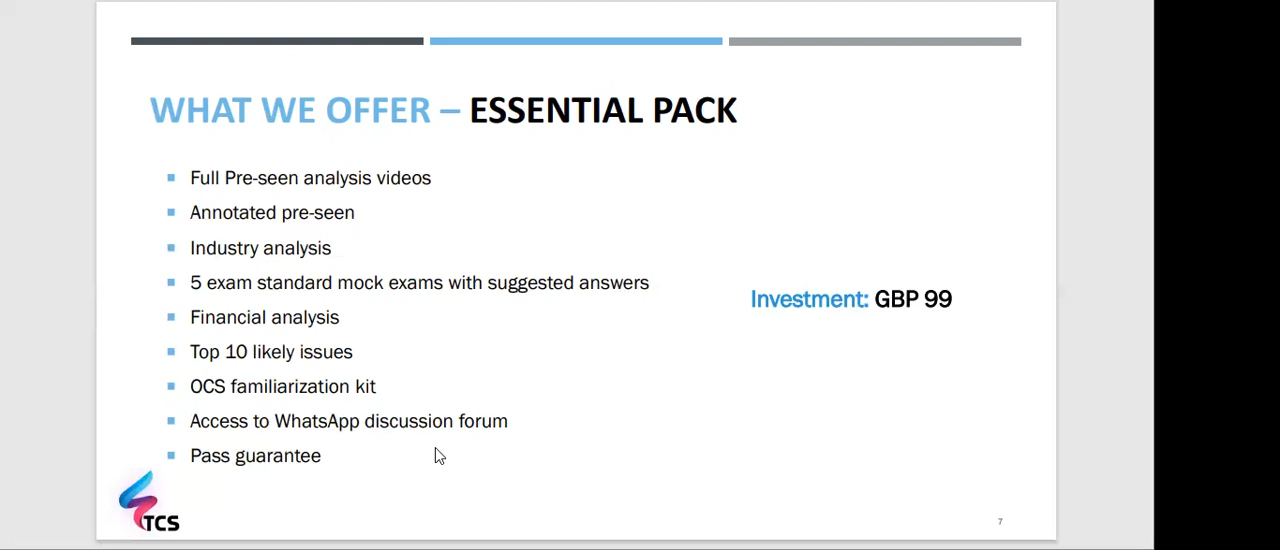 WHAT WE OFFER – ESSENTIAL PACK
Full Pre-seen analysis videos
Annotated pre-seen
Industry analysis
5 exam standard mock exams with suggested answers
Investment: GBP 99
Financial analysis
Top 10 likely issues
OCS familiarization kit
Access to WhatsApp discussion forum
Pass guarantee
TCS
7